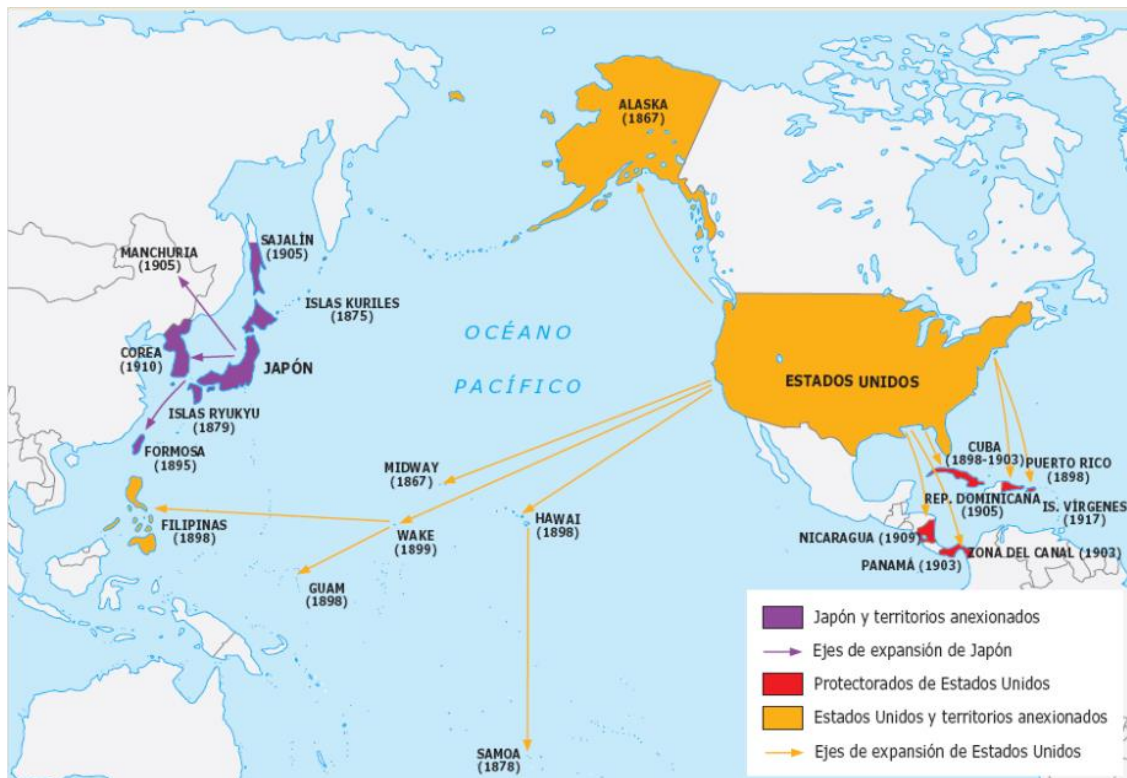 ALASKA
(1867)
SAJALÍN
(1905)
MANCHURIA
(1905)
ISLAS KURILES
(1875)
OCÉANO
PACÍFICO
COREA
(1910)
JAPÓN
ESTADOS UNIDOS
ISLAS RYUKYU
(1879)
FORMOSA
(1895)
CUBA
(1898-1903)
PUERTO RICO
(1898)
MIDWAY
(1867)
REP. DOMINICANA
(1905)
IS. VÍRGENES
(1917)
FILIPINAS
(1898)
WAKE
(1899)
HAWAI
(1898)
NICARAGUA (1909)
ZONA DEL CANAL (1903)
PANAMÁ (1903)
GUAM
(1898)
SAMOA
(1878)
Japón y territorios anexionados
Ejes de expansión de Japón
Protectorados de Estados Unidos
Estados Unidos y territorios anexionados
Ejes de expansión de Estados Unidos